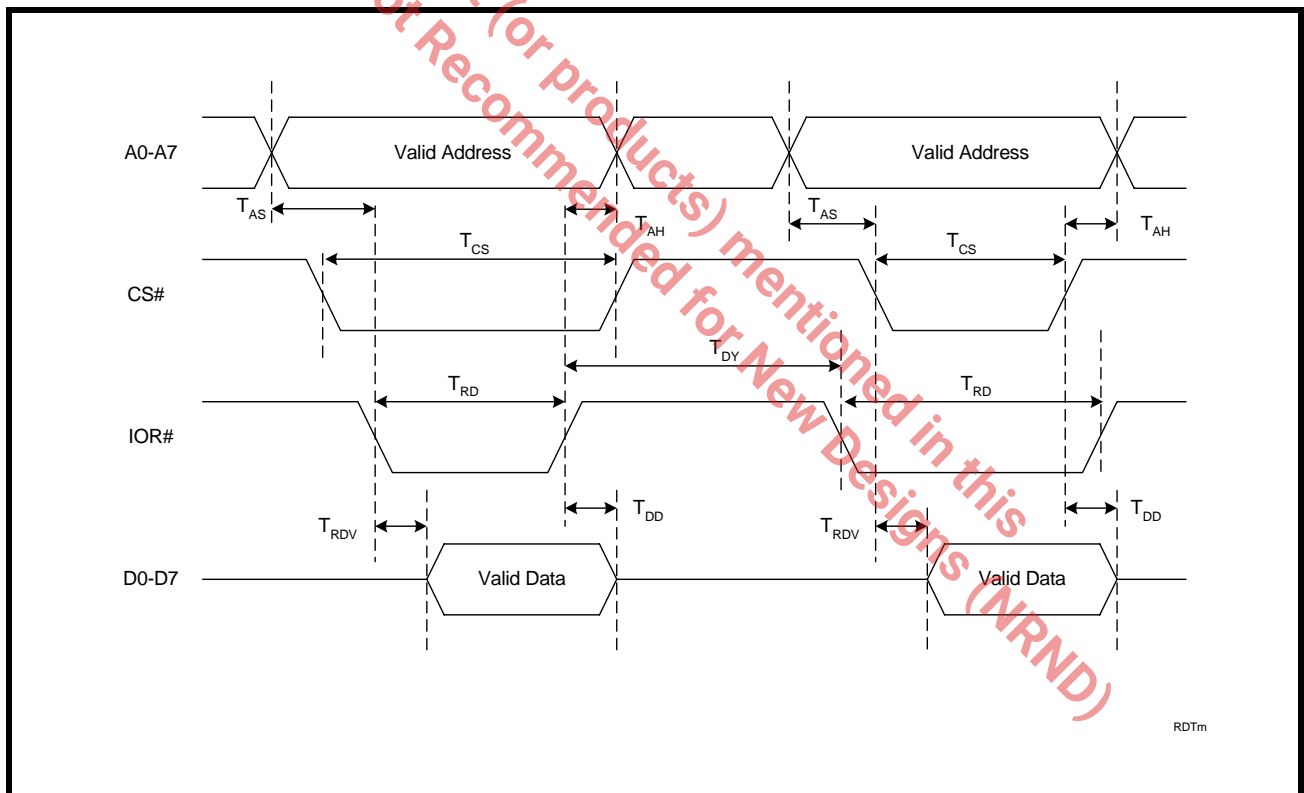 (or products) mentioned in this
ot Recommended for New Designs (NRND)
A0-A7
Valid Address
Valid Address
TAS
TAH
TAS
TAH
TCS
TCS
CS#
TDY
TRD
TRD
IOR#
TRDV
TDD
TRDV
TDD
D0-D7
Valid Data
Valid Data
RDTm